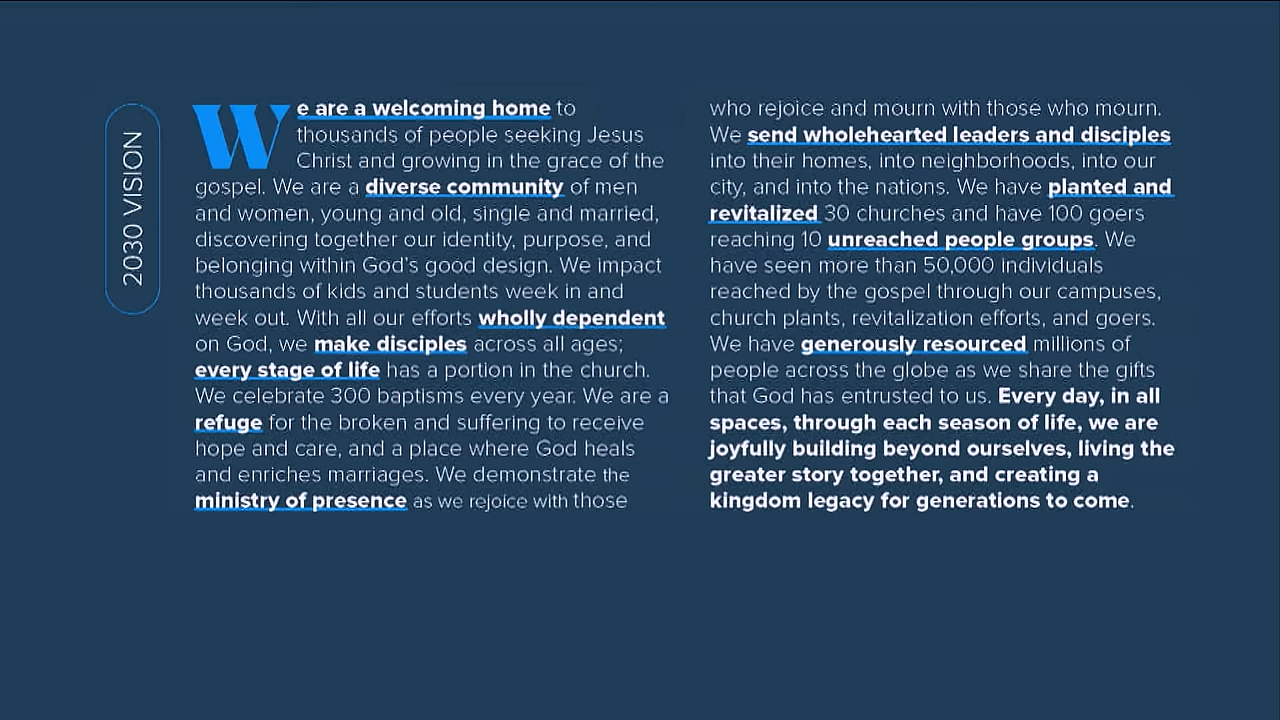 2030 VISION
We are a welcoming home to
thousands of people seeking Jesus
Christ and growing in the grace of the
gospel. We are a diverse community of men
and women, young and old, single and married,
discovering together our identity, purpose, and
belonging within God's good design. We impact
thousands of kids and students week in and
week out. With all our efforts wholly dependent
on God, we make disciples across all ages;
every stage of life has a portion in the church.
We celebrate 300 baptisms every year. We are a
refuge for the broken and suffering to receive
hope and care, and a place where God heals
and enriches marriages. We demonstrate the
ministry of presence as we rejoice with those
who rejoice and mourn with those who mourn.
We send wholehearted leaders and disciples
into their homes, into neighborhoods, into our
city, and into the nations. We have planted and
revitalized 30 churches and have 100 goers
reaching 10 unreached people groups. We
have seen more than 50,000 individuals
reached by the gospel through our campuses,
church plants, revitalization efforts, and goers.
We have generously resourced millions of
people across the globe as we share the gifts
that God has entrusted to us. Every day, in all
spaces, through each season of life, we are
joyfully building beyond ourselves, living the
greater story together, and creating a
kingdom legacy for generations to come.